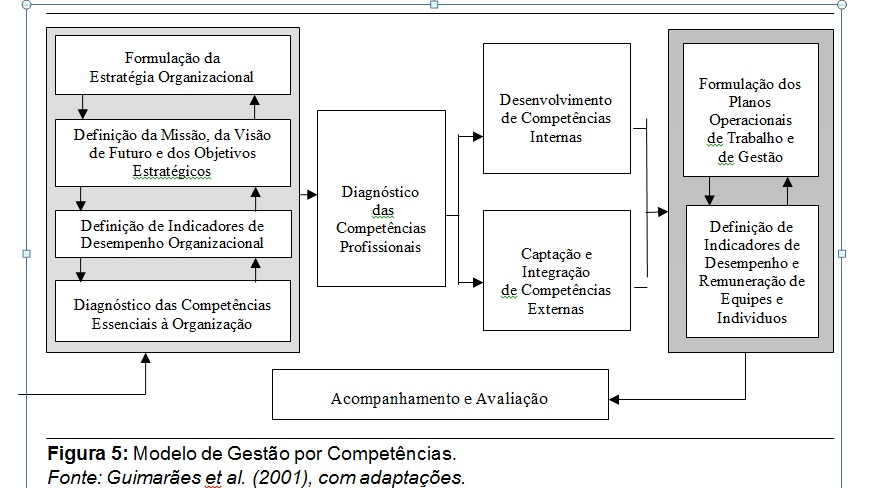 Formulação da
Estratégia Organizacional
Definição da Missão, da Visão
de Futuro e dos Objetivos
Estratégicos
Definição de Indicadores de
Desempenho Organizacional
Diagnóstico das Competências
Essenciais à Organização
Diagnóstico
das
Competências
Profissionais
Desenvolvimento
de Competências
Internas
Captação e
Integração
de Competências
Externas
Formulação dos
Planos
Operacionais
de Trabalho e
de Gestão
Definição de
Indicadores de
Desempenho e
Remuneração de
Equipes e
Individuos
Acompanhamento e Avaliação
Figura 5: Modelo de Gestão por Competências.
Fonte: Guimarães et al. (2001), com adaptações.